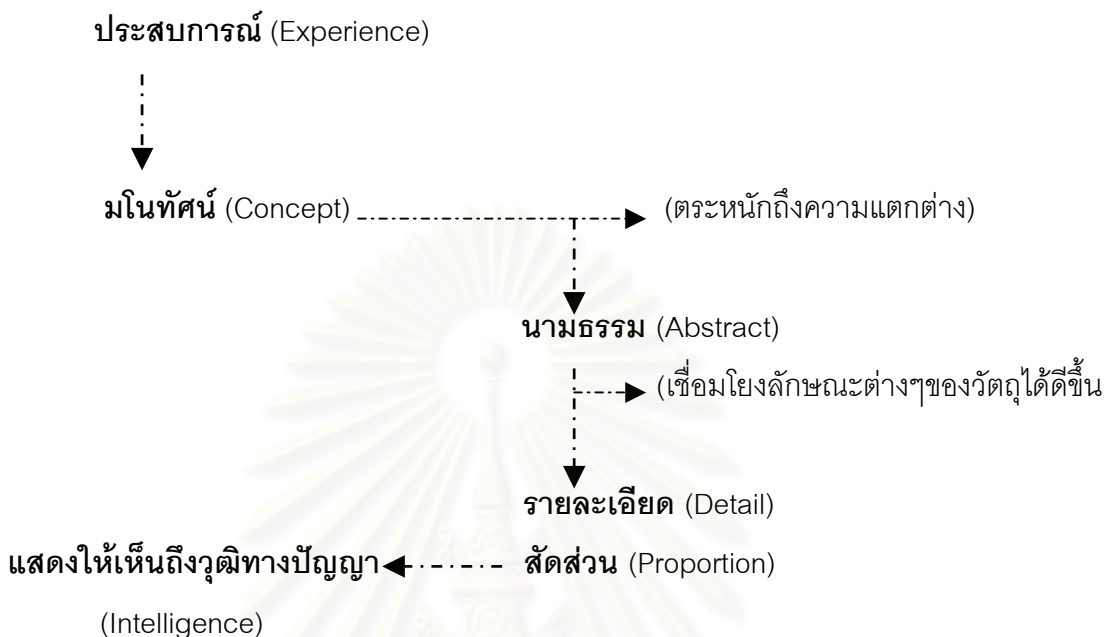 ประสบการณ์ (Experience)
มโนทัศน์ (Concept) (ตระหนักถึงความแตกต่าง)
นามธรรม (Abstract)
(เชื่อมโยงลักษณะต่างๆของวัตถุได้ดีขึ้น
รายละเอียด (Detail)
แสดงให้เห็นถึงวุฒิทางปัญญา สัดส่วน (Proportion)
(Intelligence)